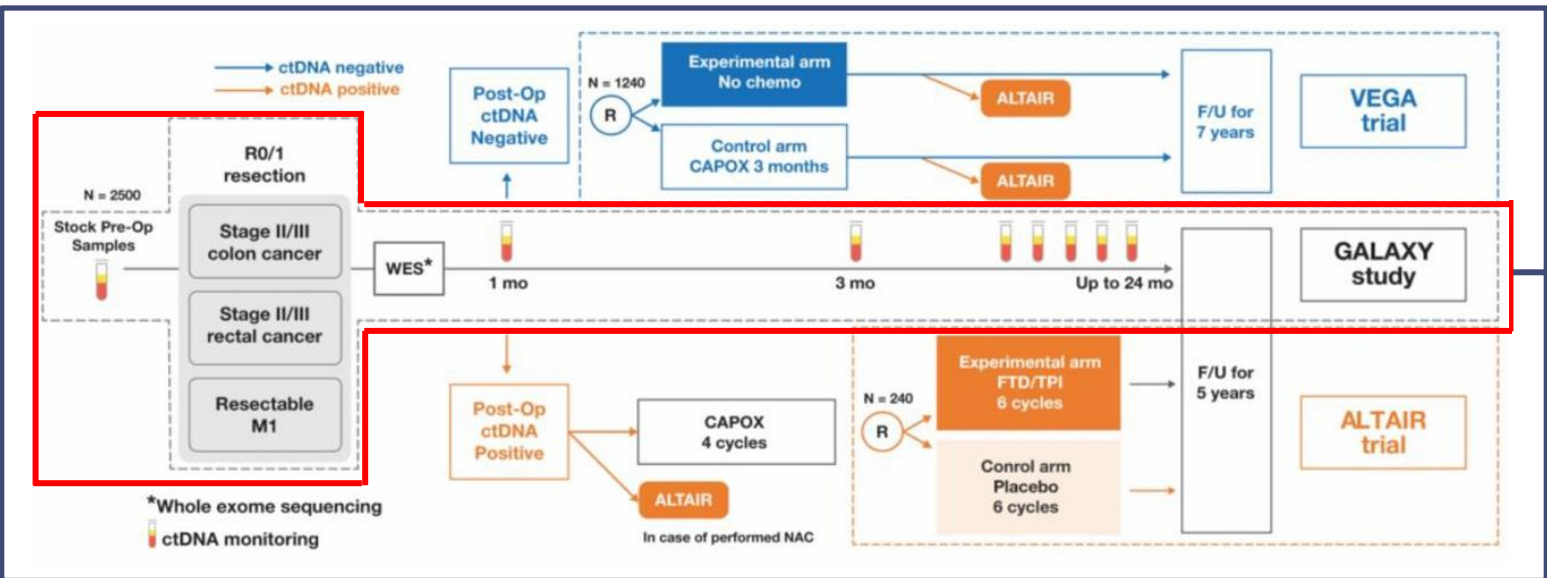 ctDNA negative
ctDNA positive
N = 2500
Stock Pre-Op
Samples
R0/1
resection
Stage II/III
colon cancer
Stage II/III
rectal cancer
Resectable
M1
WES*
*Whole exome sequencing
ctDNA monitoring
Post-Op
ctDNA
Negative
N = 1240
R
Experimental arm
No chemo
Control arm
CAPOX 3 months
ALTAIR
ALTAIR
F/U for
7 years
VEGA
trial
1 mo
3 mo
Up to 24 mo
GALAXY
study
Post-Op
ctDNA
Positive
CAPOX
4 cycles
ALTAIR
In case of performed NAC
N = 240
R
Experimental arm
FTD/TPI
6 cycles
Conrol arm
Placebo
6 cycles
F/U for
5 years
ALTAIR
trial